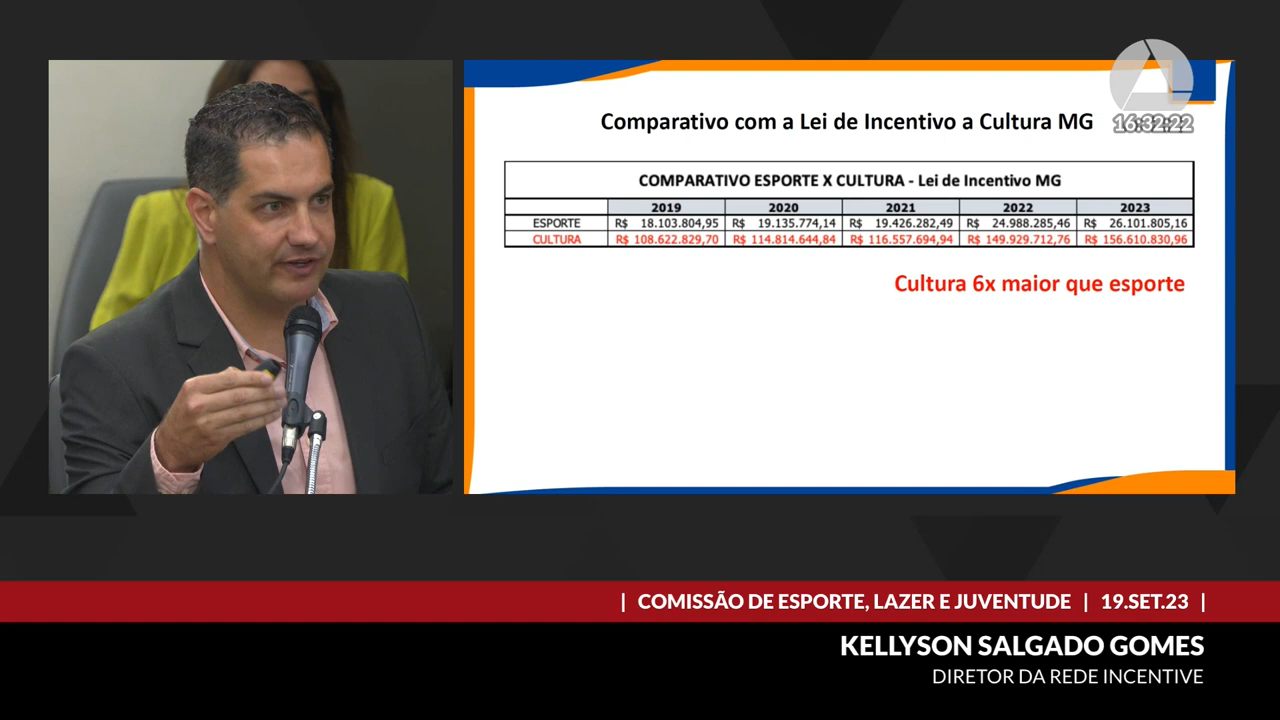 16:32:22
Comparativo com a Lei de Incentivo a Cultura MG
COMPARATIVO ESPORTE X CULTURA - Lei de Incentivo MG
2019 2020 2021 2022 2023
ESPORTE R$ 18.103.804,95 R$ 19.135.774,14 R$ 19.426.282,49 R$ 24.988.285,46 R$ 26.101.805,16
CULTURA R$ 108.622.829,70 R$ 114.814.644,84 R$ 116.557.694,94 R$ 149.929.712,76 R$ 156.610.830,96
Cultura 6x maior que esporte
| COMISSÃO DE ESPORTE, LAZER E JUVENTUDE | 19.SET.23 |
KELLYSON SALGADO GOMES
DIRETOR DA REDE INCENTIVE